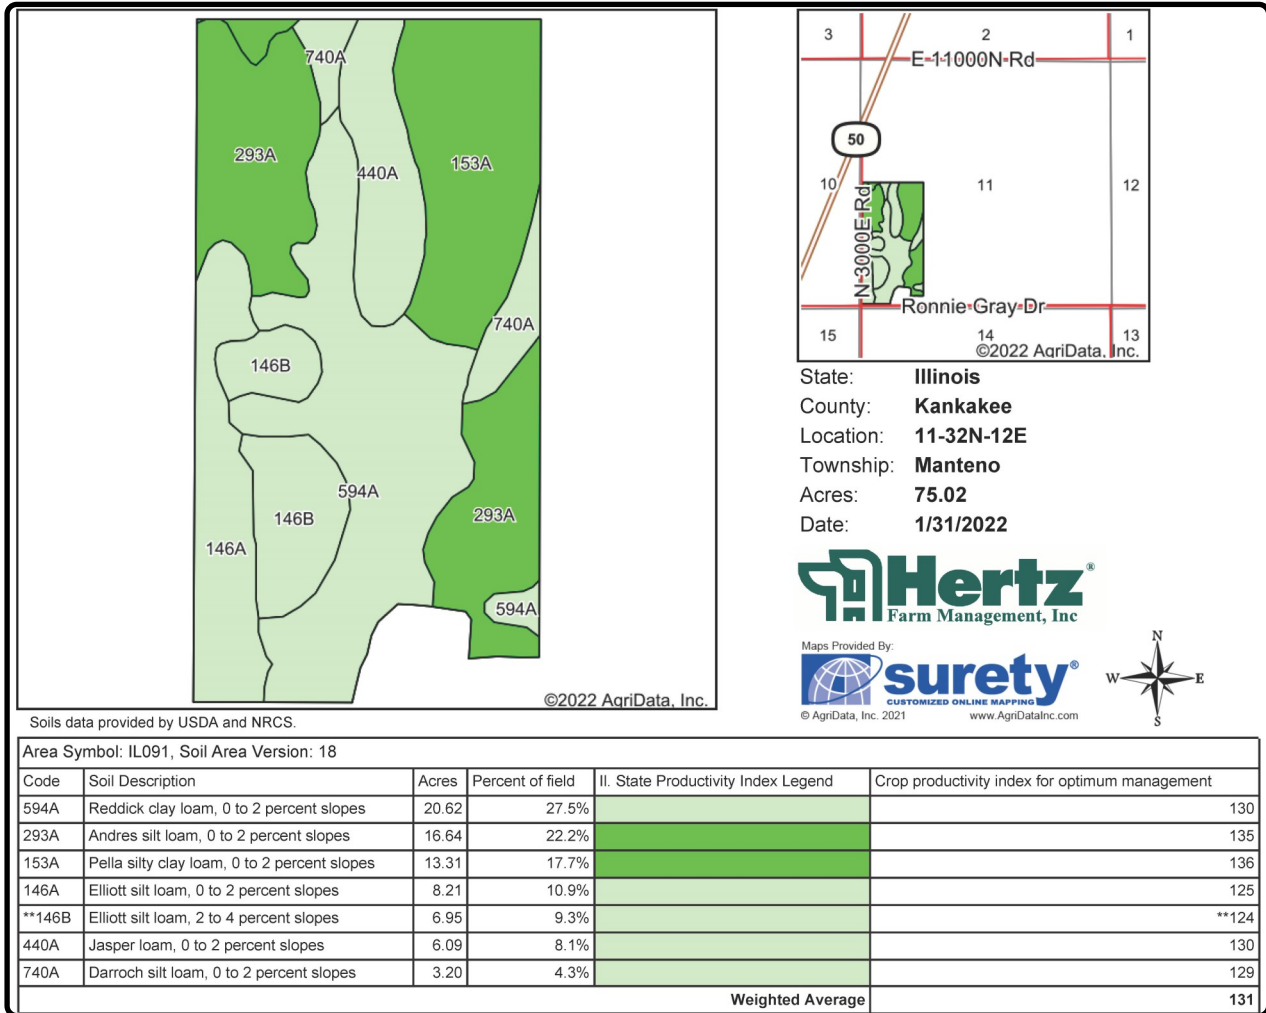 740A
293A
440A
153A
740A
146B
594A
146B
293A
146A
594A
©2022 AgriData, Inc.
3
2
1
E 11000N Rd
50
10
11
12
N 3000E Rd
Ronnie Gray Dr
15
14
13
©2022 AgriData, Inc.
State: Illinois
County: Kankakee
Location: 11-32N-12E
Township: Manteno
Acres: 75.02
Date: 1/31/2022
Hertz®
Farm Management, Inc
Maps Provided By:
surety®
CUSTOMIZED ONLINE MAPPING
© AgriData, Inc. 2021 www.AgriDataInc.com
N
W E
S
Soils data provided by USDA and NRCS.
Area Symbol: IL091, Soil Area Version: 18
Code Soil Description Acres Percent of field II. State Productivity Index Legend Crop productivity index for optimum management
594A Reddick clay loam, 0 to 2 percent slopes 20.62 27.5% 130
293A Andres silt loam, 0 to 2 percent slopes 16.64 22.2% 135
153A Pella silty clay loam, 0 to 2 percent slopes 13.31 17.7% 136
146A Elliott silt loam, 0 to 2 percent slopes 8.21 10.9% 125
**146B Elliott silt loam, 2 to 4 percent slopes 6.95 9.3% **124
440A Jasper loam, 0 to 2 percent slopes 6.09 8.1% 130
740A Darroch silt loam, 0 to 2 percent slopes 3.20 4.3% 129
Weighted Average 131